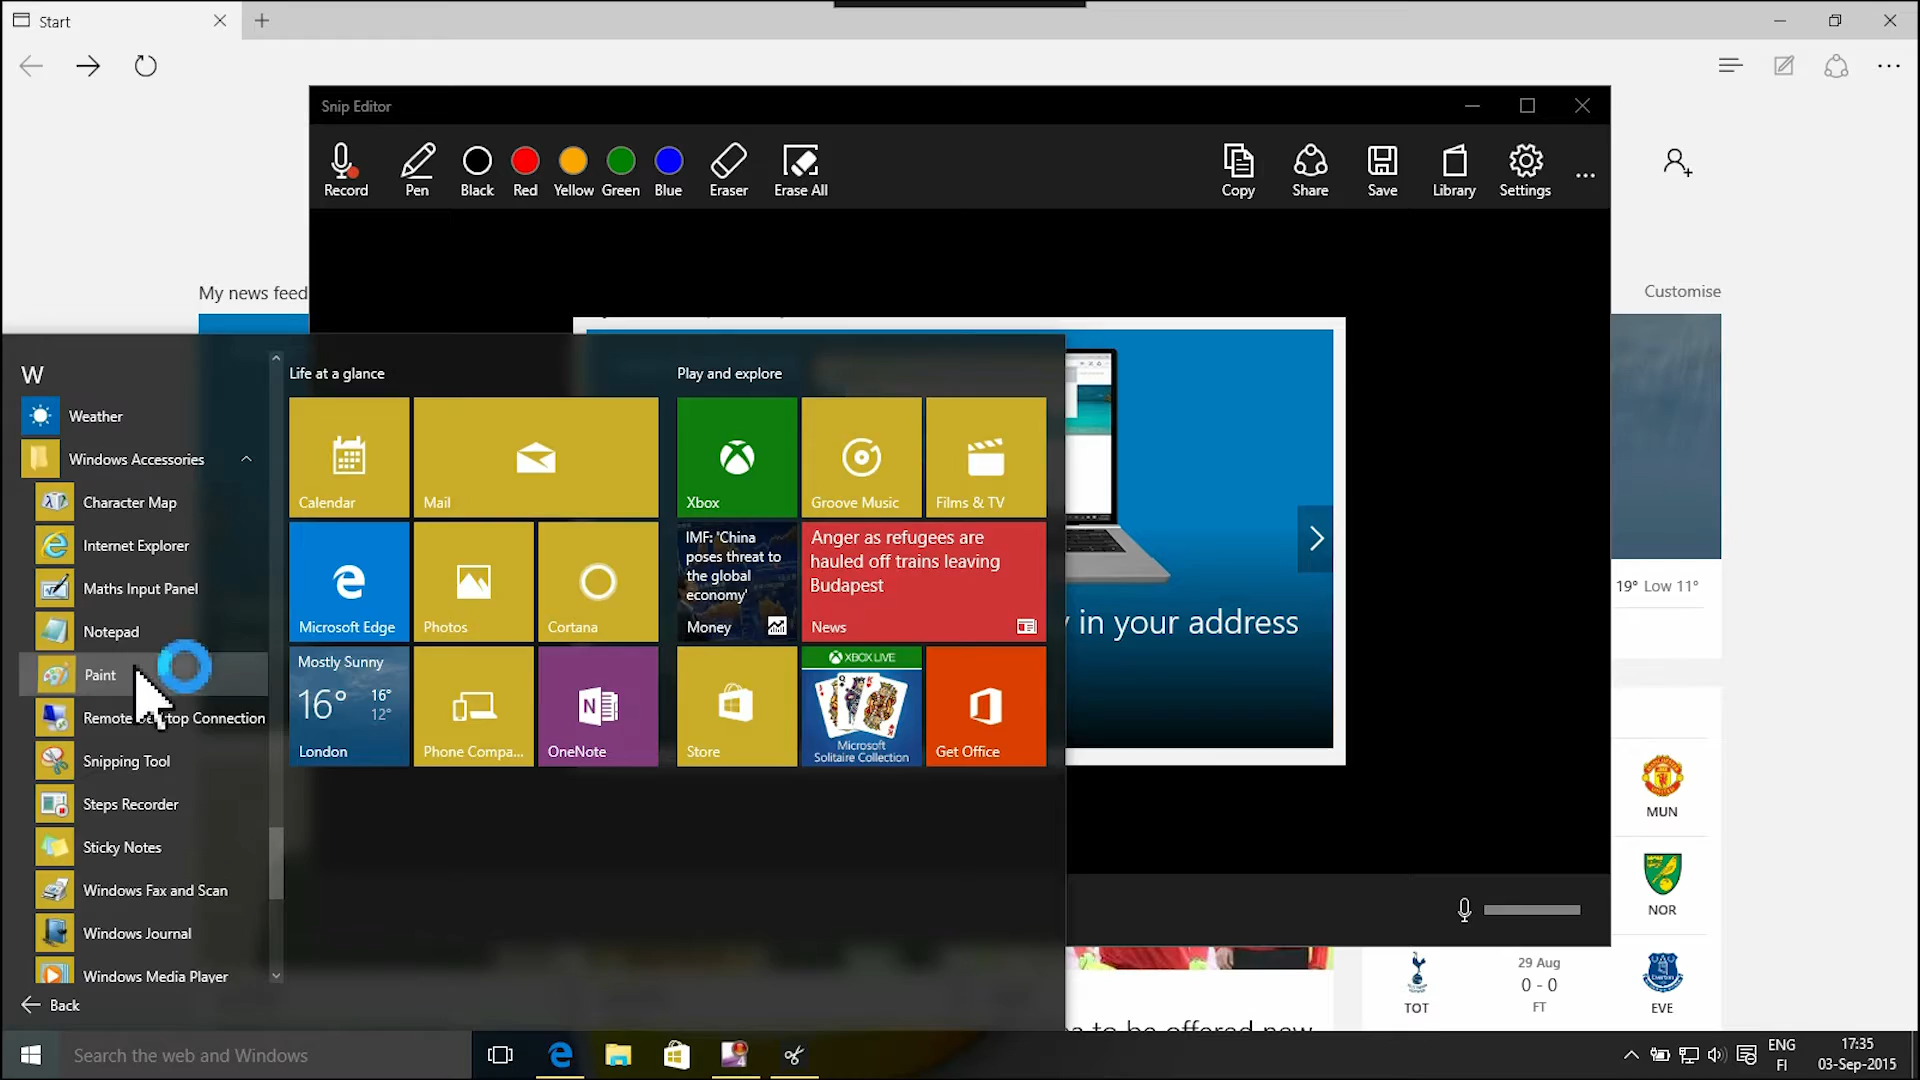 Start
Snip Editor
Record
Pen
Black
Red
Yellow
Green
Blue
Eraser
Erase All
Copy
Share
Save
Library
Settings
My news feed
Customise
W
Weather
Windows Accessories
Character Map
Internet Explorer
Maths Input Panel
Notepad
Paint
Remote Desktop Connection
Snipping Tool
Steps Recorder
Sticky Notes
Windows Fax and Scan
Windows Journal
Windows Media Player
Back
Life at a glance
Calendar
Mail
Microsoft Edge
Photos
Cortana
Mostly Sunny
16°
16°
12°
London
Phone Compa...
OneNote
Play and explore
Xbox
Groove Music
Films & TV
IMF: 'China
poses threat to
the global
economy'
Money
Anger as refugees are
hauled off trains leaving
Budapest
News
Store
XBOX LIVE
Microsoft
Solitaire Collection
Get Office
in your address
19° Low 11°
MUN
NOR
29 Aug
0 - 0
FT
TOT
EVE
to be offered new
Search the web and Windows
ENG
FI
17:35
03-Sep-2015